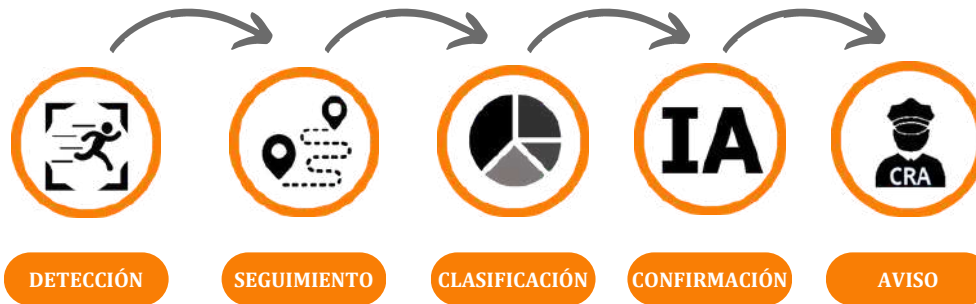 IA
CRA
DETECCIÓN
SEGUIMIENTO
CLASIFICACIÓN
CONFIRMACIÓN
AVISO